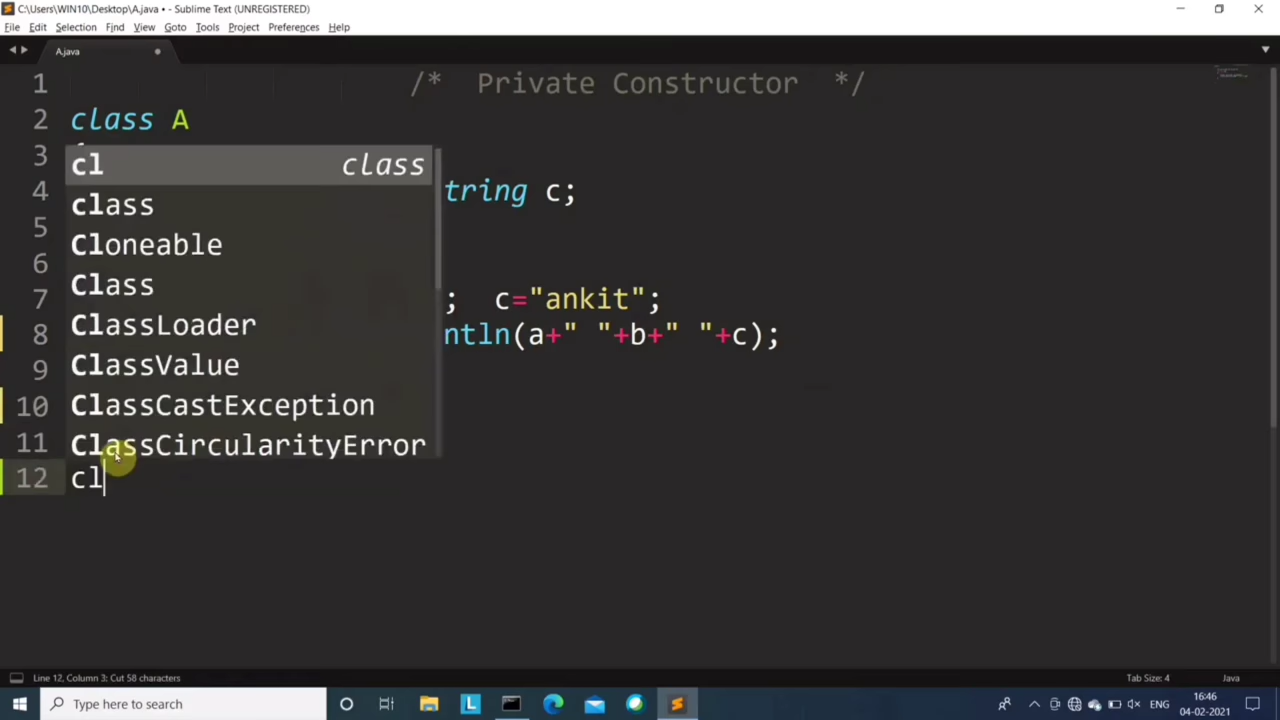 C:\Users\WIN10\Desktop\A.java • - Sublime Text (UNREGISTERED)
File Edit Selection Find View Goto Tools Project Preferences Help
A.java
1 /* Private Constructor */
2 class A
3
4 tring c;
5
6
7 ; c="ankit";
8 ntln(a+" "+b+" "+c);
9
10
11
12 cl
cl class
class
Cloneable
Class
ClassLoader
ClassValue
ClassCastException
ClassCircularityError
Line 12, Column 3; Cut 58 characters
Tab Size: 4
Java
Type here to search
L
ENG
16:46
04-02-2021